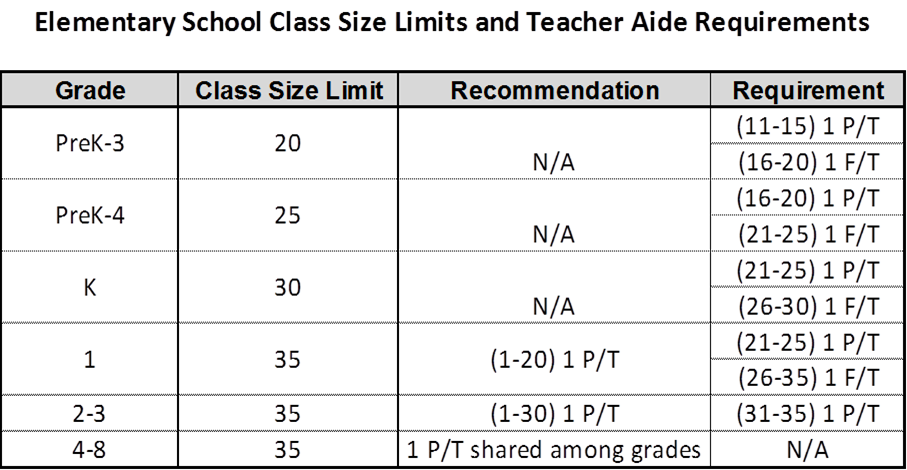 Elementary School Class Size Limits and Teacher Aide Requirements
Grade Class Size Limit Recommendation Requirement
PreK-3 20 N/A (11-15) 1 P/T
(16-20) 1 F/T
PreK-4 25 N/A (16-20) 1 P/T
(21-25) 1 F/T
K 30 N/A (21-25) 1 P/T
(26-30) 1 F/T
1 35 (1-20) 1 P/T (21-25) 1 P/T
(26-35) 1 F/T
2-3 35 (1-30) 1 P/T (31-35) 1 P/T
4-8 35 1 P/T shared among grades N/A